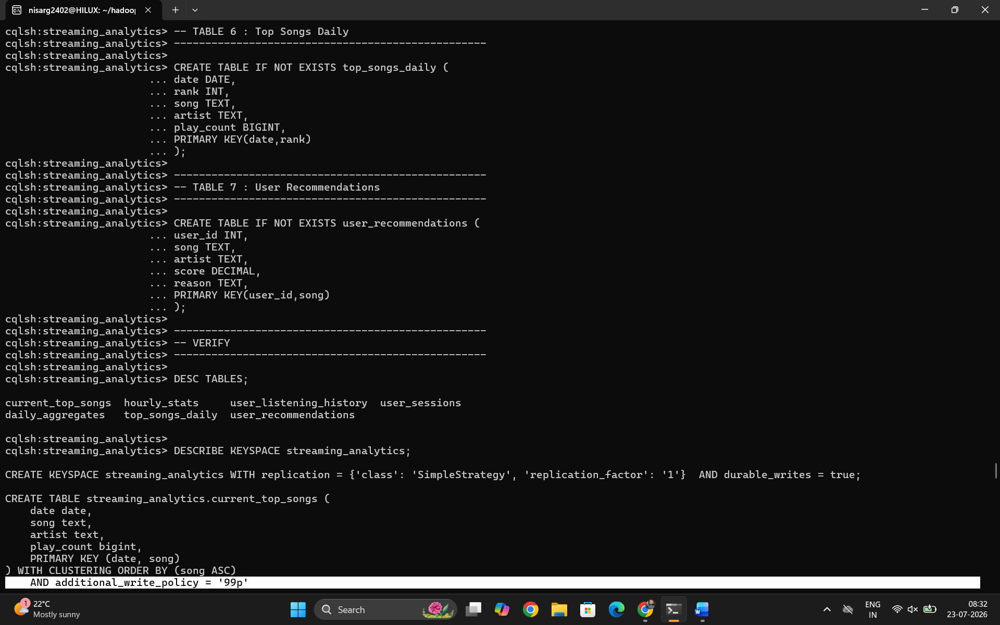 nisarg2402@HILUX: ~/hadoop
cqlsh:streaming_analytics> -- TABLE 6 : Top Songs Daily
cqlsh:streaming_analytics> --------------------------------------------------
cqlsh:streaming_analytics>
cqlsh:streaming_analytics> CREATE TABLE IF NOT EXISTS top_songs_daily (
... date DATE,
... rank INT,
... song TEXT,
... artist TEXT,
... play_count BIGINT,
... PRIMARY KEY(date,rank)
... );
cqlsh:streaming_analytics>
cqlsh:streaming_analytics> --------------------------------------------------
cqlsh:streaming_analytics> -- TABLE 7 : User Recommendations
cqlsh:streaming_analytics> --------------------------------------------------
cqlsh:streaming_analytics>
cqlsh:streaming_analytics> CREATE TABLE IF NOT EXISTS user_recommendations (
... user_id INT,
... song TEXT,
... artist TEXT,
... score DECIMAL,
... reason TEXT,
... PRIMARY KEY(user_id,song)
... );
cqlsh:streaming_analytics>
cqlsh:streaming_analytics> --------------------------------------------------
cqlsh:streaming_analytics> -- VERIFY
cqlsh:streaming_analytics> --------------------------------------------------
cqlsh:streaming_analytics>
cqlsh:streaming_analytics> DESC TABLES;
current_top_songs  hourly_stats     user_listening_history  user_sessions
daily_aggregates   top_songs_daily  user_recommendations
cqlsh:streaming_analytics>
cqlsh:streaming_analytics> DESCRIBE KEYSPACE streaming_analytics;
CREATE KEYSPACE streaming_analytics WITH replication = {'class': 'SimpleStrategy', 'replication_factor': '1'}  AND durable_writes = true;
CREATE TABLE streaming_analytics.current_top_songs (
date date,
song text,
artist text,
play_count bigint,
PRIMARY KEY (date, song)
) WITH CLUSTERING ORDER BY (song ASC)
AND additional_write_policy = '99p'
1
22°C
Mostly sunny
Search
ENG
IN
08:32
23-07-2026